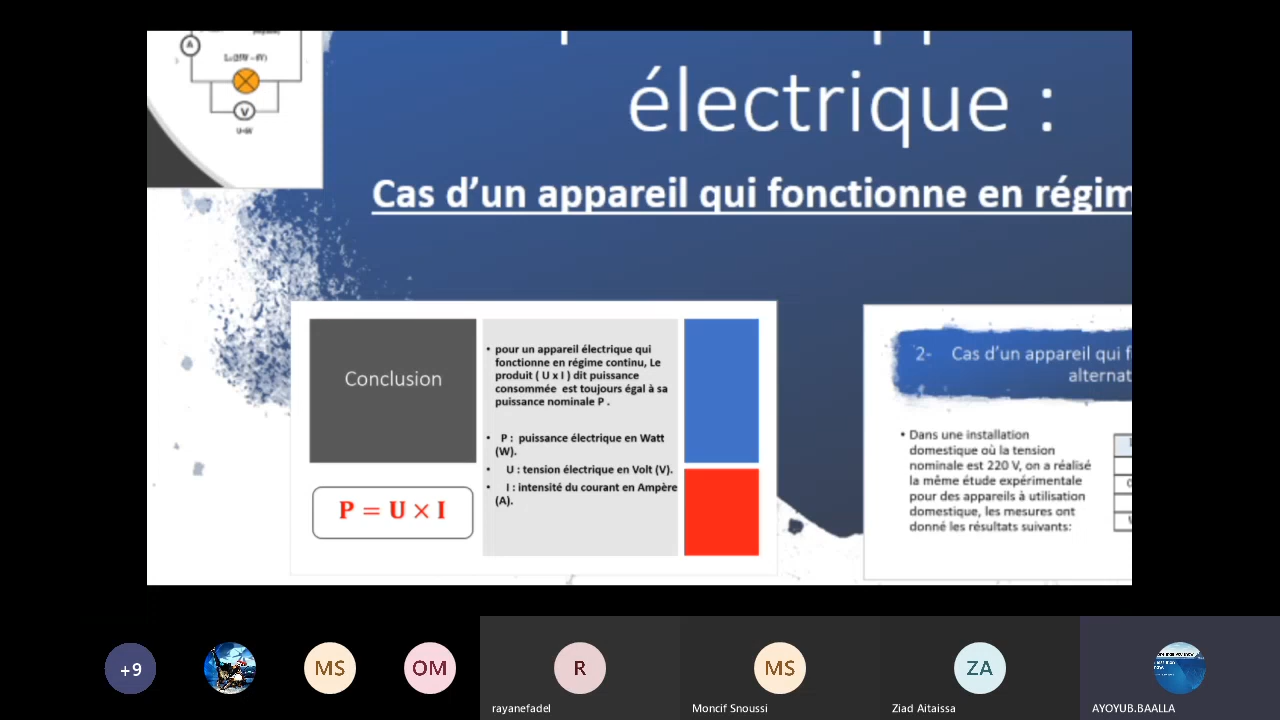 A
V
électrique :
Cas d’un appareil qui fonctionne en régim
Conclusion
P = U × I
• pour un appareil électrique qui
fonctionne en régime continu, Le
produit ( U x I ) dit puissance
consommée est toujours égal à sa
puissance nominale P .
• P : puissance électrique en Watt
(W).
• U : tension électrique en Volt (V).
• I : intensité du courant en Ampère
(A).
2- Cas d’un appareil qui f
alternat
• Dans une installation
domestique où la tension
nominale est 220 V, on a réalisé
la même étude expérimentale
pour des appareils à utilisation
domestique, les mesures ont
donné les résultats suivants:
+9
MS
OM
R
rayanefadel
MS
Moncif Snoussi
ZA
Ziad Aitaissa
AYOYUB.BAALLA